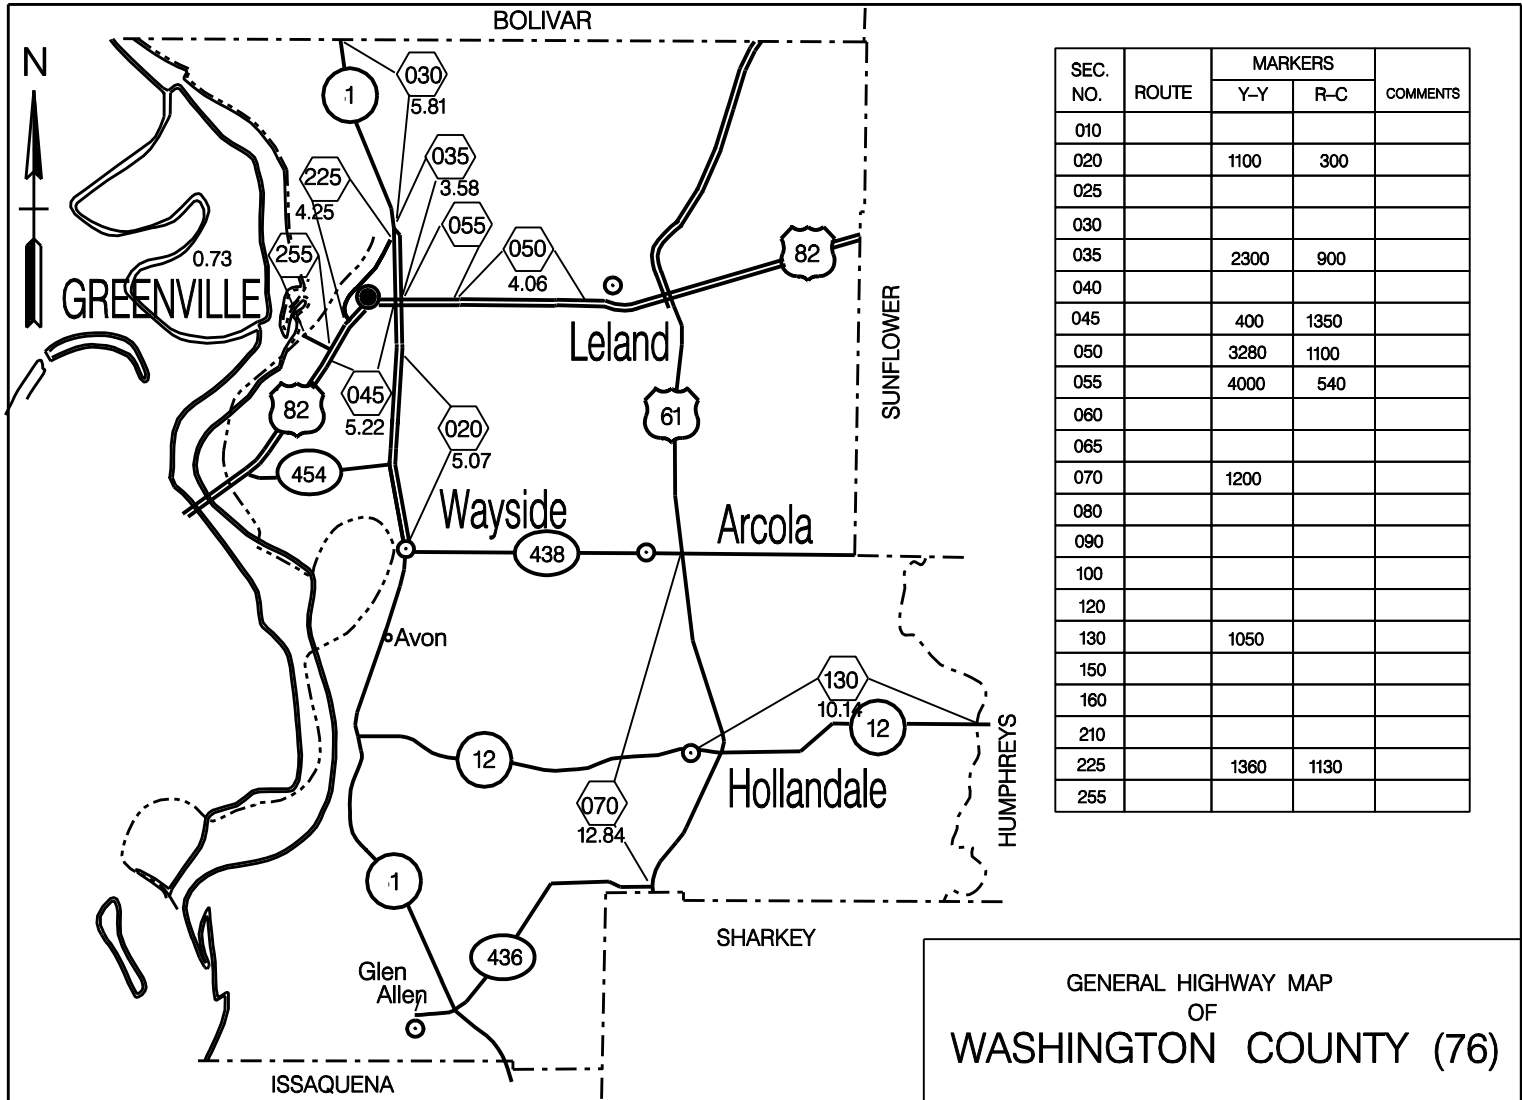 BOLIVAR
N
030
5.81
1
035
3.58
225
4.25
055
050
4.06
255
0.73
GREENVILLE
82
Leland
SUNFLOWER
045
5.22
82
61
020
5.07
454
Wayside
Arcola
438
Avon
130
10.14
12
12
HUMPHREYS
Hollandale
070
12.84
1
SHARKEY
436
Glen
Allen
ISSAQUENA
SEC. NO. ROUTE MARKERS COMMENTS
Y-Y R-C
010
020 1100 300
025
030
035 2300 900
040
045 400 1350
050 3280 1100
055 4000 540
060
065
070 1200
080
090
100
120
130 1050
150
160
210
225 1360 1130
255
GENERAL HIGHWAY MAP
OF
WASHINGTON COUNTY (76)